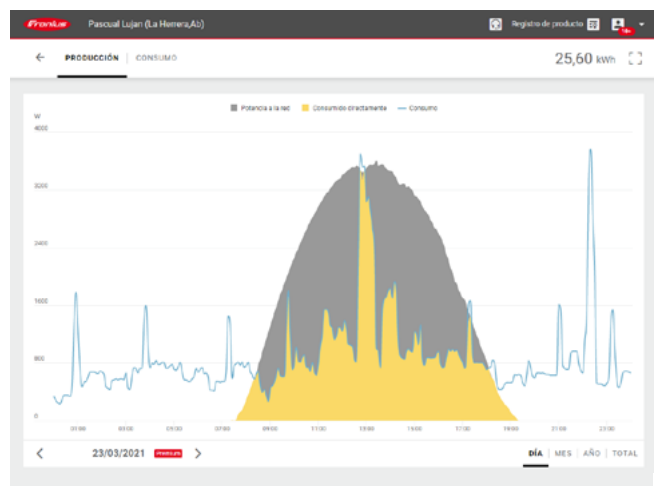 Fronius Pascual Lujan (La Herrera,Ab) Registro de producto
PRODUCCIÓN CONSUMO 25,60 kWh
Potencia a la red Consumido directamente Consumo
W
4000
3200
2400
1600
800
0
01:00 03:00 05:00 07:00 09:00 11:00 13:00 15:00 17:00 19:00 21:00 23:00
23/03/2021 Premium DÍA MES AÑO TOTAL